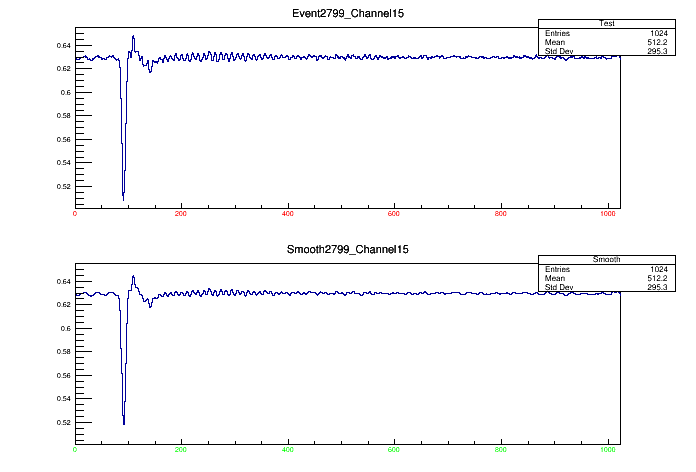 Event2799_Channel15
Test
Entries 1024
Mean 512.2
Std Dev 295.3
0.64
0.62
0.6
0.58
0.56
0.54
0.52
0 200 400 600 800 1000
Smooth2799_Channel15
Smooth
Entries 1024
Mean 512.2
Std Dev 295.3
0.64
0.62
0.6
0.58
0.56
0.54
0.52
0 200 400 600 800 1000